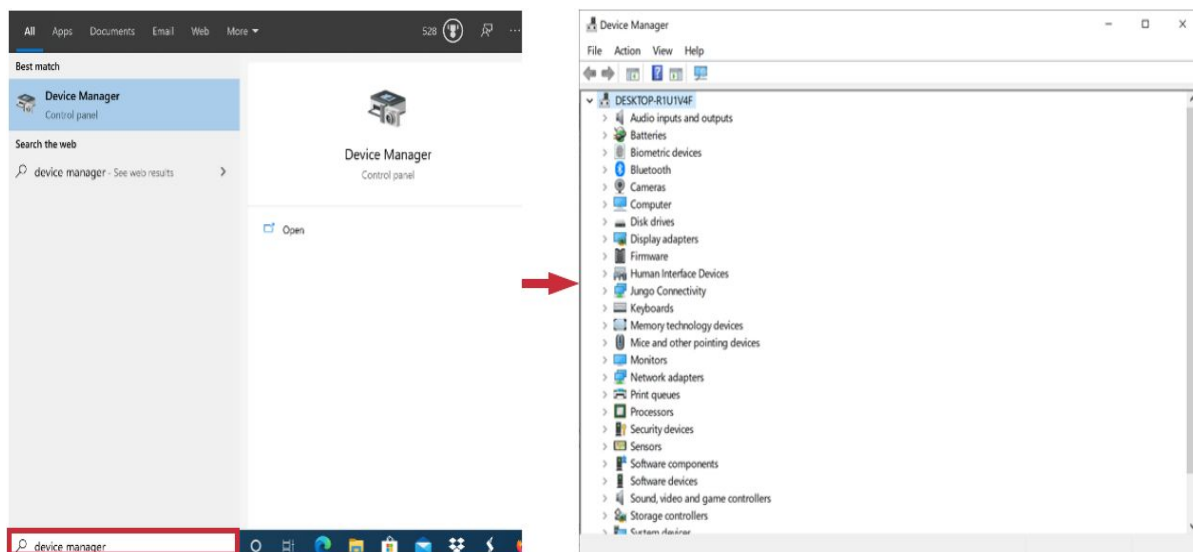 All Apps Documents Email Web More 528 ...
Best match
Device Manager
Control panel
Search the web
device manager - See web results
Device Manager
Control panel
Open
device manager
Device Manager
File Action View Help
DESKTOP-R1U1V4F
Audio inputs and outputs
Batteries
Biometric devices
Bluetooth
Cameras
Computer
Disk drives
Display adapters
Firmware
Human Interface Devices
Jungo Connectivity
Keyboards
Memory technology devices
Mice and other pointing devices
Monitors
Network adapters
Print queues
Processors
Security devices
Sensors
Software components
Software devices
Sound, video and game controllers
Storage controllers
System devices